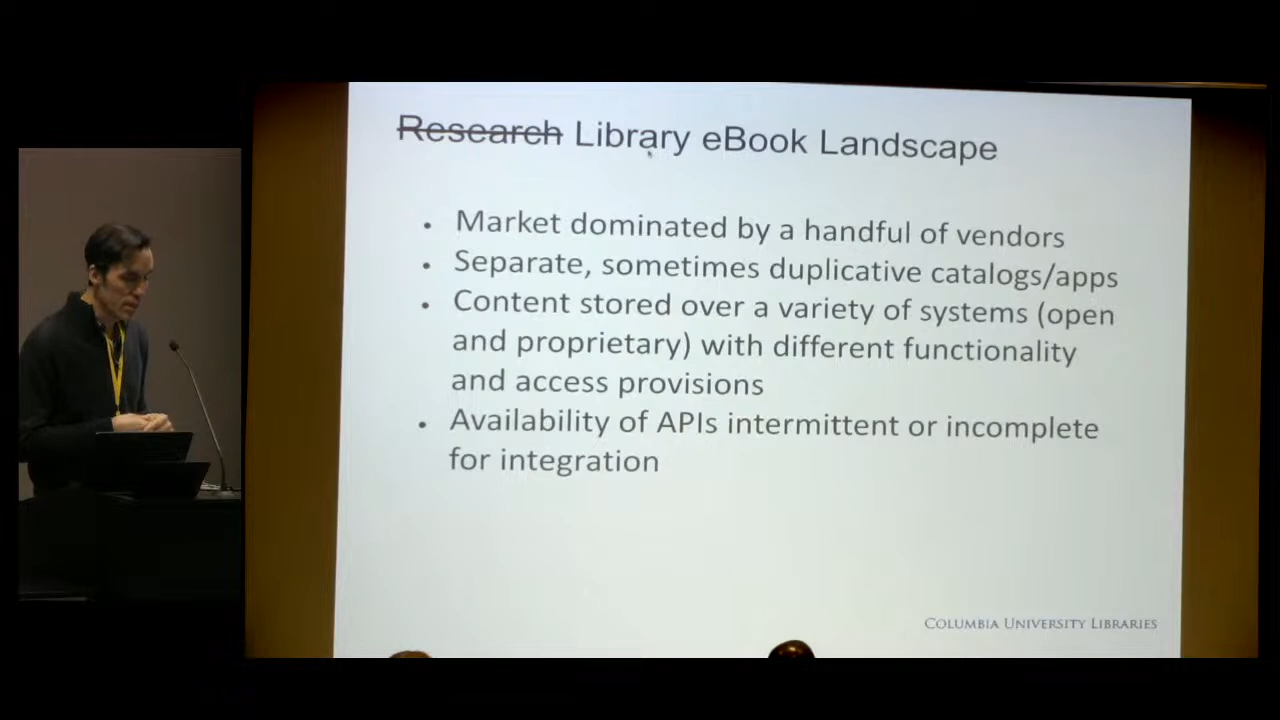 Research Library eBook Landscape
• Market dominated by a handful of vendors
• Separate, sometimes duplicative catalogs/apps
• Content stored over a variety of systems (open
and proprietary) with different functionality
and access provisions
• Availability of APIs intermittent or incomplete
for integration
COLUMBIA UNIVERSITY LIBRARIES